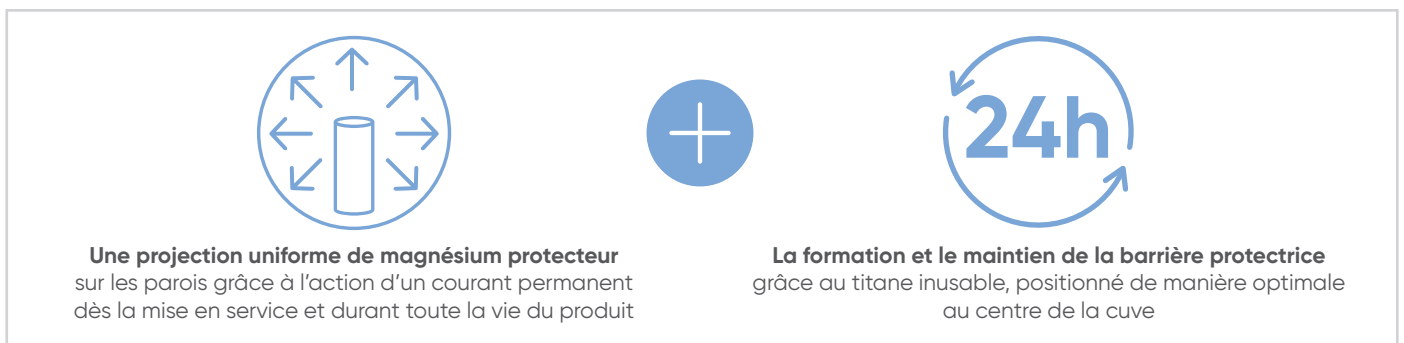 24h
Une projection uniforme de magnésium protecteur
sur les parois grâce à l’action d’un courant permanent
dès la mise en service et durant toute la vie du produit
La formation et le maintien de la barrière protectrice
grâce au titane inusable, positionné de manière optimale
au centre de la cuve